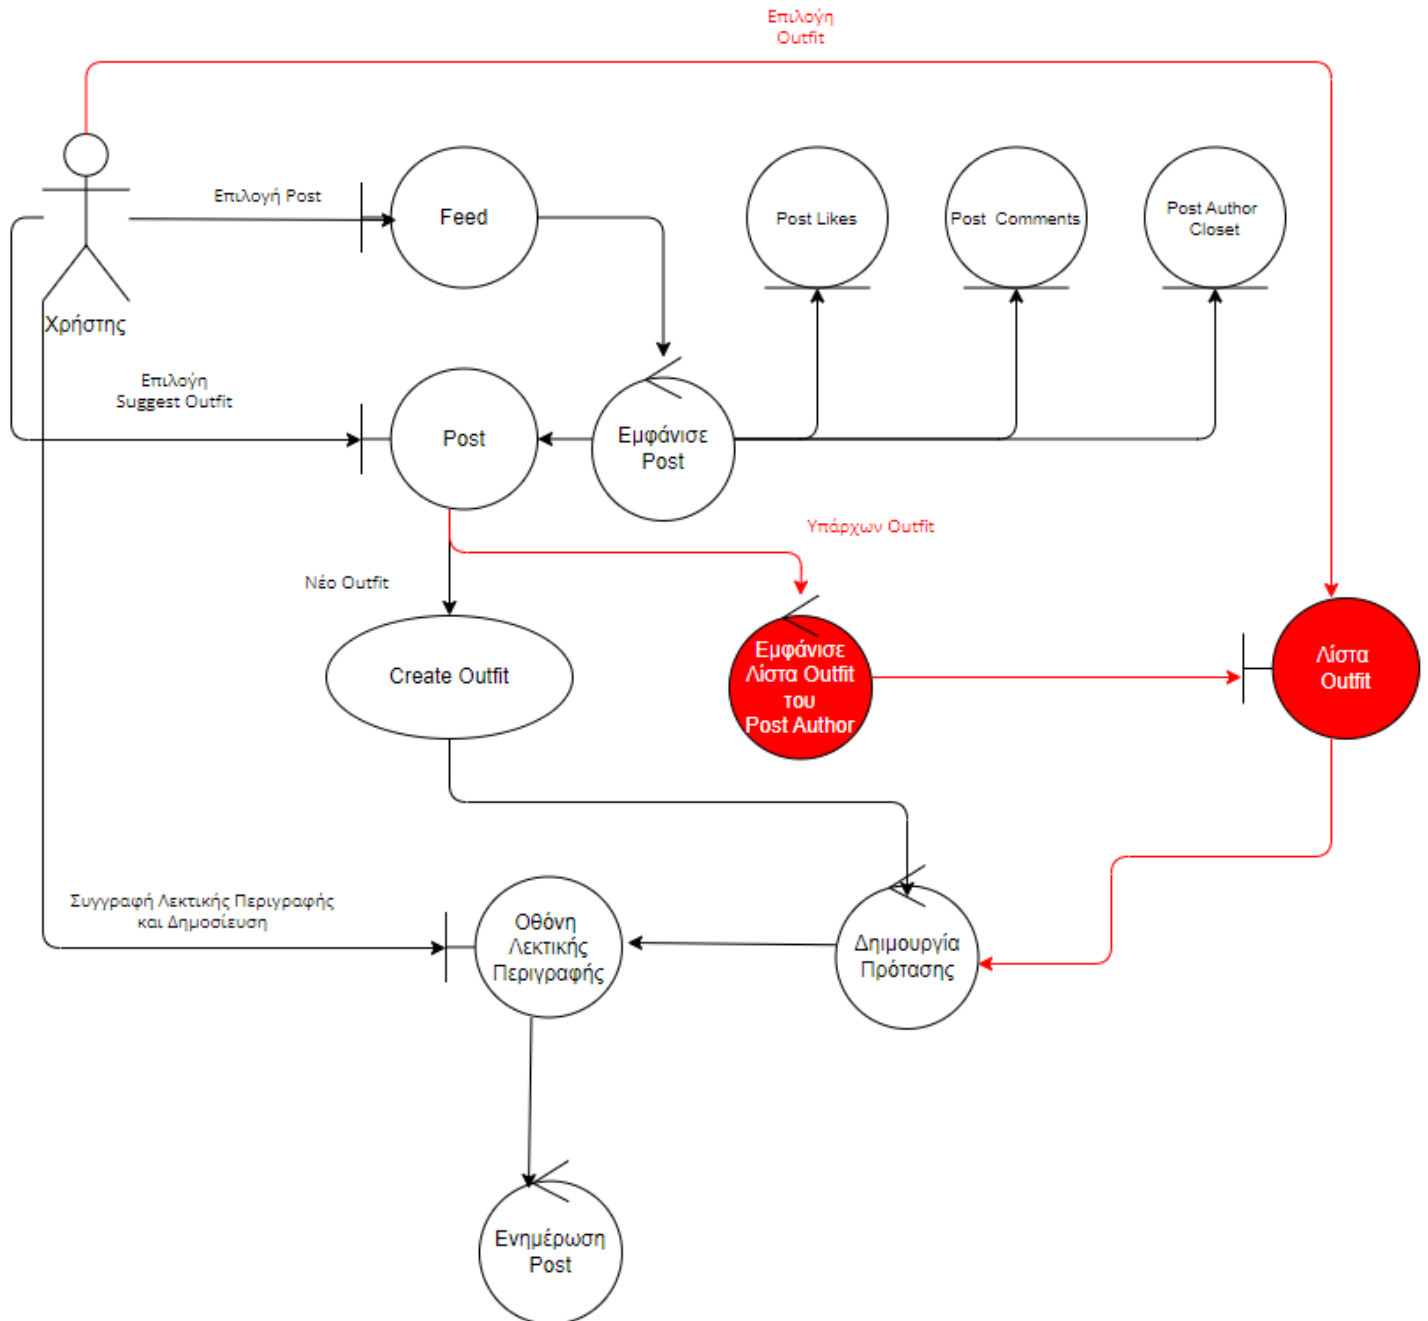 Επιλογή
Outfit
Επιλογή Post
Feed
Post Likes
Post Comments
Post Author
Closet
Χρήστης
Επιλογή
Suggest Outfit
Post
Εμφάνισε
Post
Υπάρχων Outfit
Νέο Outfit
Create Outfit
Εμφάνισε
Λίστα Outfit
του
Post Author
Λίστα
Outfit
Συγγραφή Λεκτικής Περιγραφής
και Δημοσίευση
Οθόνη
Λεκτικής
Περιγραφής
Δηιμουργία
Πρότασης
Ενημέρωση
Post